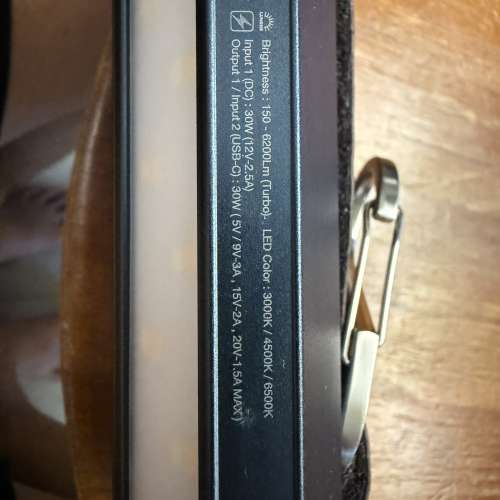 Brightness : 150 - 6200Lm (Turbo). LED Color : 3000K / 4500K / 6500K
Input 1 (DC) : 30W (12V-2.5A)
Output 1 / Input 2 (USB-C) : 30W ( 5V / 9V-3A , 15V-2A , 20V-1.5A MAX )